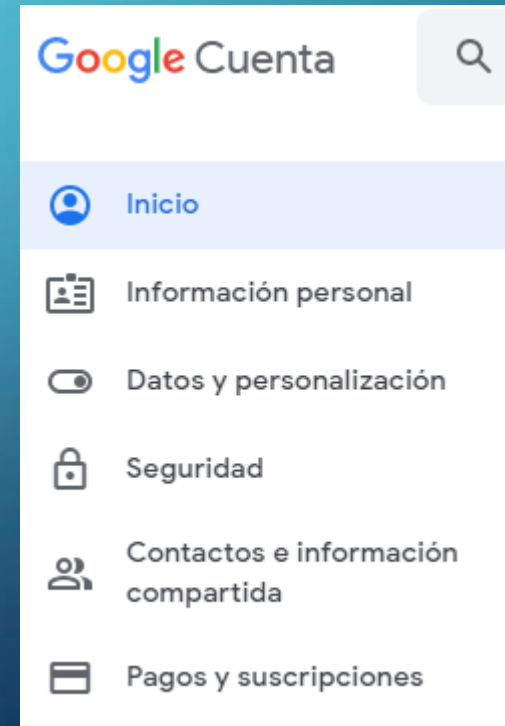 Google Cuenta
Inicio
Información personal
Datos y personalización
Seguridad
Contactos e información
compartida
Pagos y suscripciones